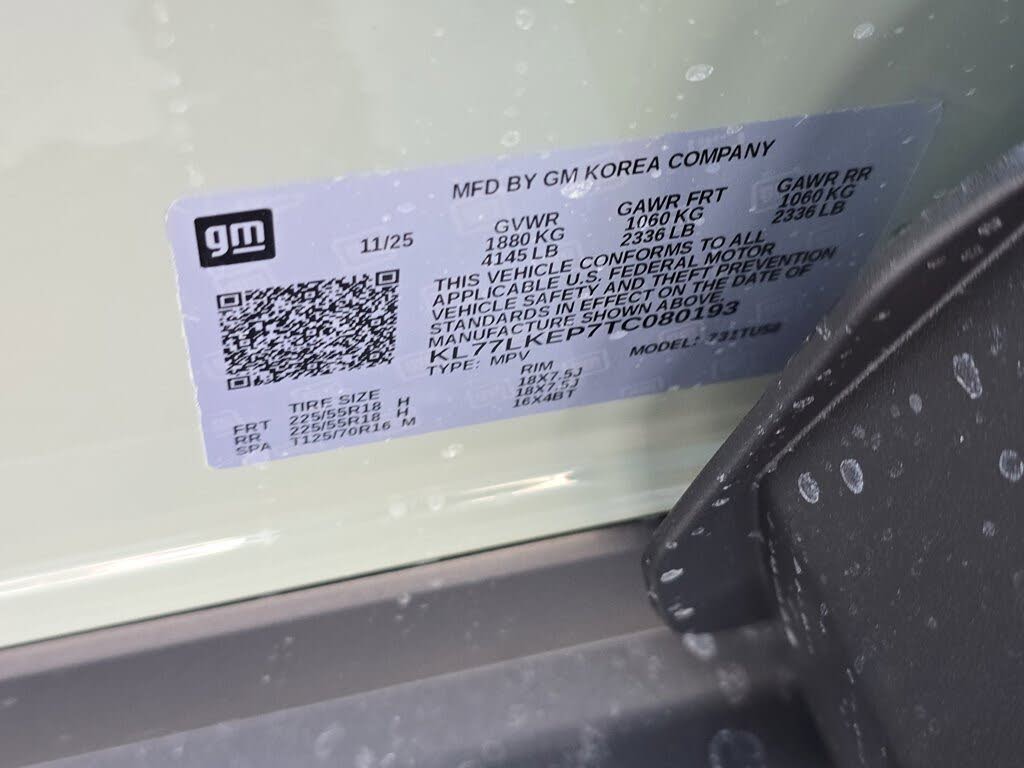 gm
11/25
MFD BY GM KOREA COMPANY
GVWR GAWR FRT GAWR RR
1880 KG 1060 KG 1060 KG
4145 LB 2336 LB 2336 LB
THIS VEHICLE CONFORMS TO ALL
APPLICABLE U.S. FEDERAL MOTOR
VEHICLE SAFETY AND THEFT PREVENTION
STANDARDS IN EFFECT ON THE DATE OF
MANUFACTURE SHOWN ABOVE.
KL77LKEP7TC080193
TYPE: MPV MODEL:
TIRE SIZE RIM
FRT 225/55R18 H 18X7.5J
RR 225/55R18 H 18X7.5J
SPA T125/70R16 M 16X4BT